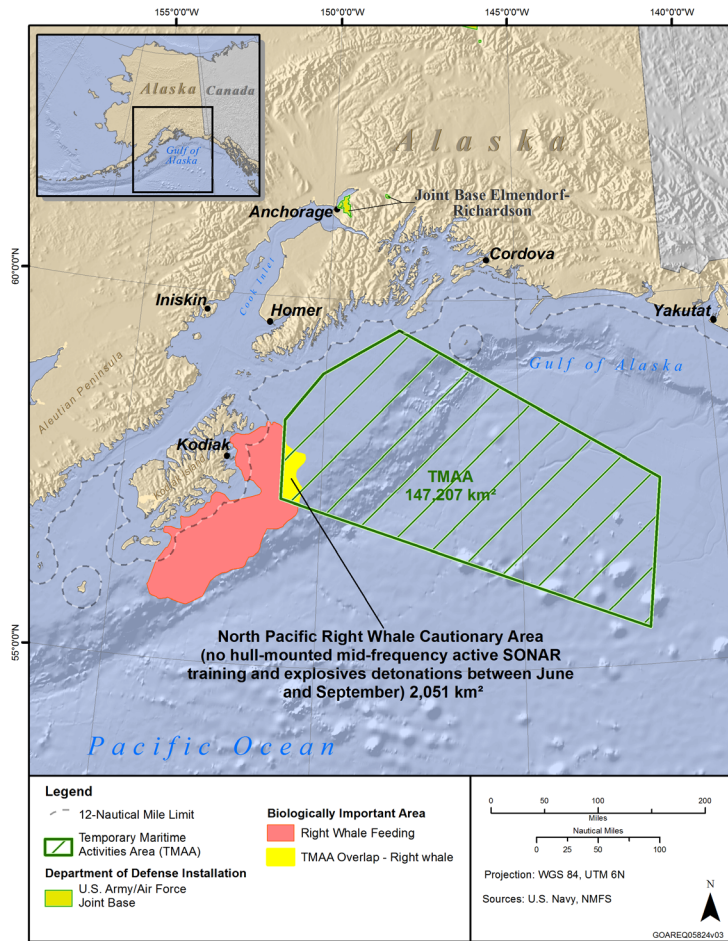 155°0'0"W
150°0'0"W
145°0'0"W
140°0'0"W
Alaska
Canada
Gulf of
Alaska
Alaska
Joint Base Elmendorf-
Richardson
Anchorage
60°0'0"N
Cordova
Iniskin
Cook Inlet
Homer
Yakutat
Gulf of Alaska
Aleutian Peninsula
Kodiak
TMAA
147,207 km²
55°0'0"N
North Pacific Right Whale Cautionary Area
(no hull-mounted mid-frequency active SONAR
training and explosives detonations between June
and September) 2,051 km²
Pacific Ocean
Legend
12-Nautical Mile Limit
Temporary Maritime
Activities Area (TMAA)
Department of Defense Installation
U.S. Army/Air Force
Joint Base
Biologically Important Area
Right Whale Feeding
TMAA Overlap - Right whale
0 50 100 200
Miles
Nautical Miles
0 25 50 100
Projection: WGS 84, UTM 6N
Sources: U.S. Navy, NMFS
N
GOAREQ05824v03